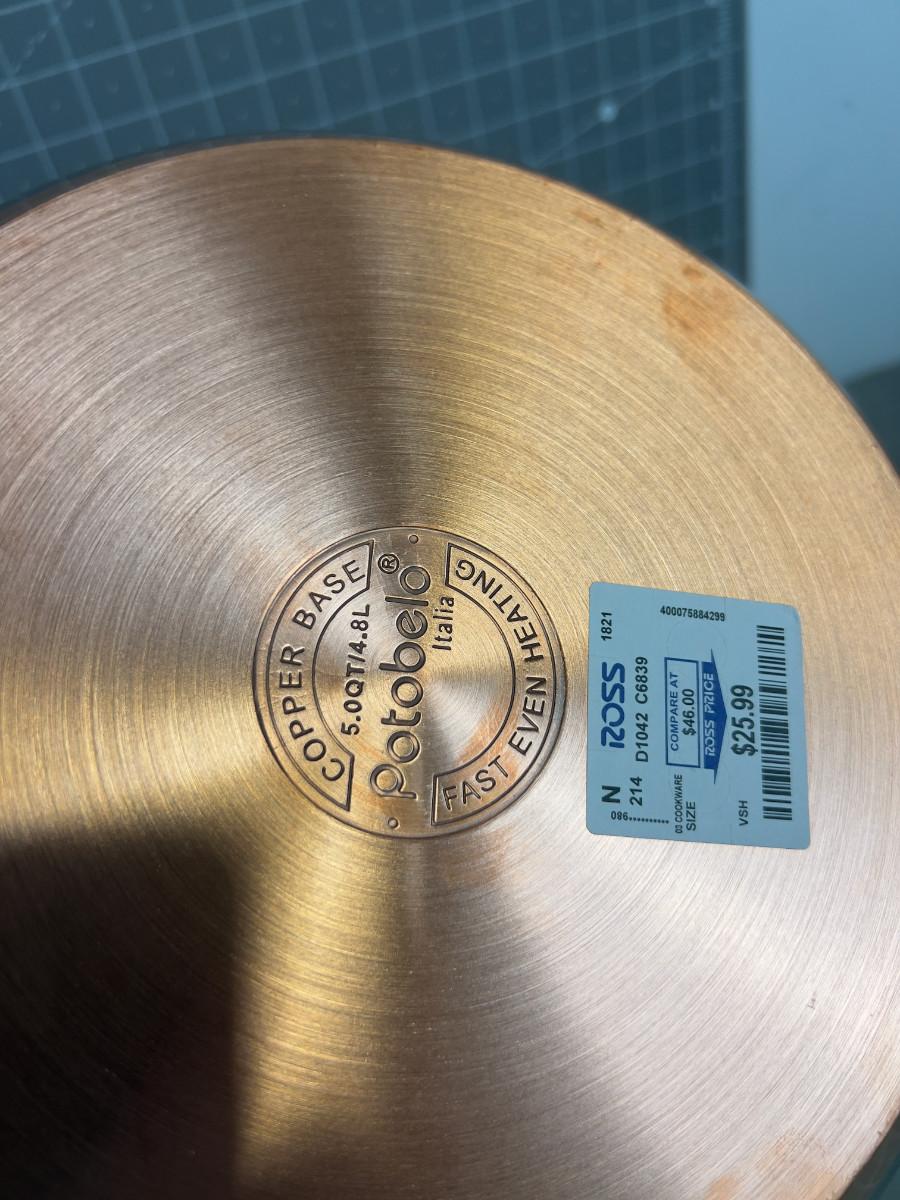 COPPER BASE
5.0QT/4.8L
Potobelo®
Italia
FAST EVEN HEATING
400075884299
ROSS 1821
D1042 C6839
N 214
086..........
COMPARE AT
$46.00
ROSS PRICE
$25.99
03 COOKWARE
SIZE
VSH